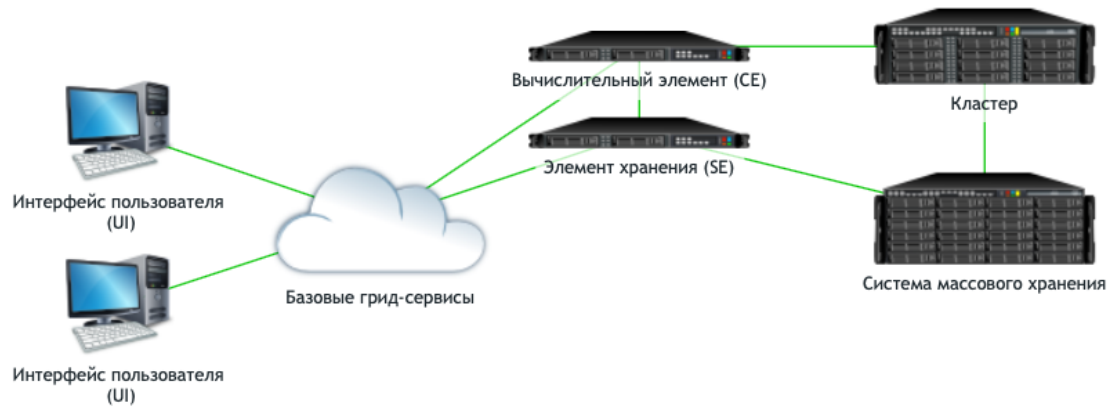 Вычислительный элемент (CE)
Кластер
Элемент хранения (SE)
Интерфейс пользователя
(UI)
Базовые грид-сервисы
Система массового хранения
Интерфейс пользователя
(UI)